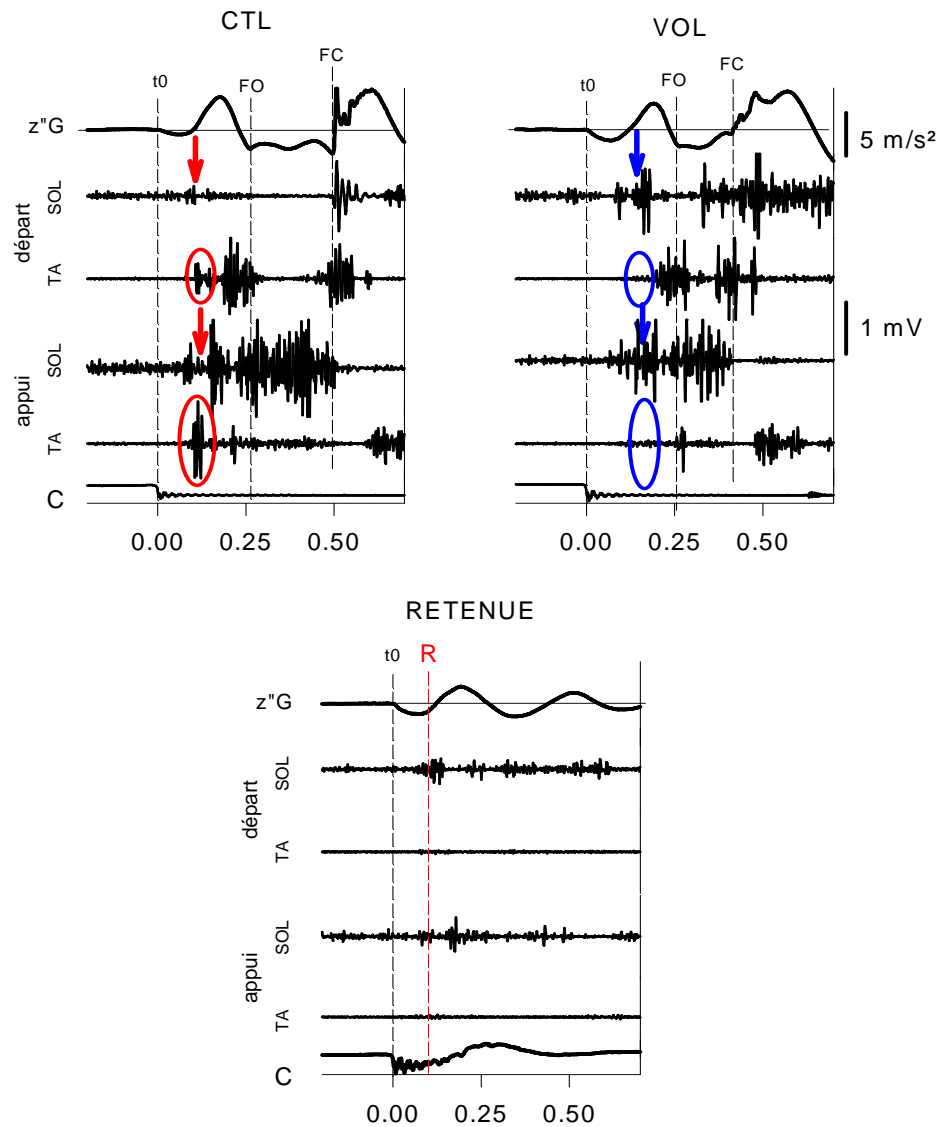 CTL
t0
FO
FC
z"G
SOL
TA
départ
SOL
TA
appui
C
0.00 0.25 0.50
VOL
t0
FO
FC
5 m/s²
1 mV
0.00 0.25 0.50
RETENUE
t0
R
z"G
SOL
TA
départ
SOL
TA
appui
C
0.00 0.25 0.50